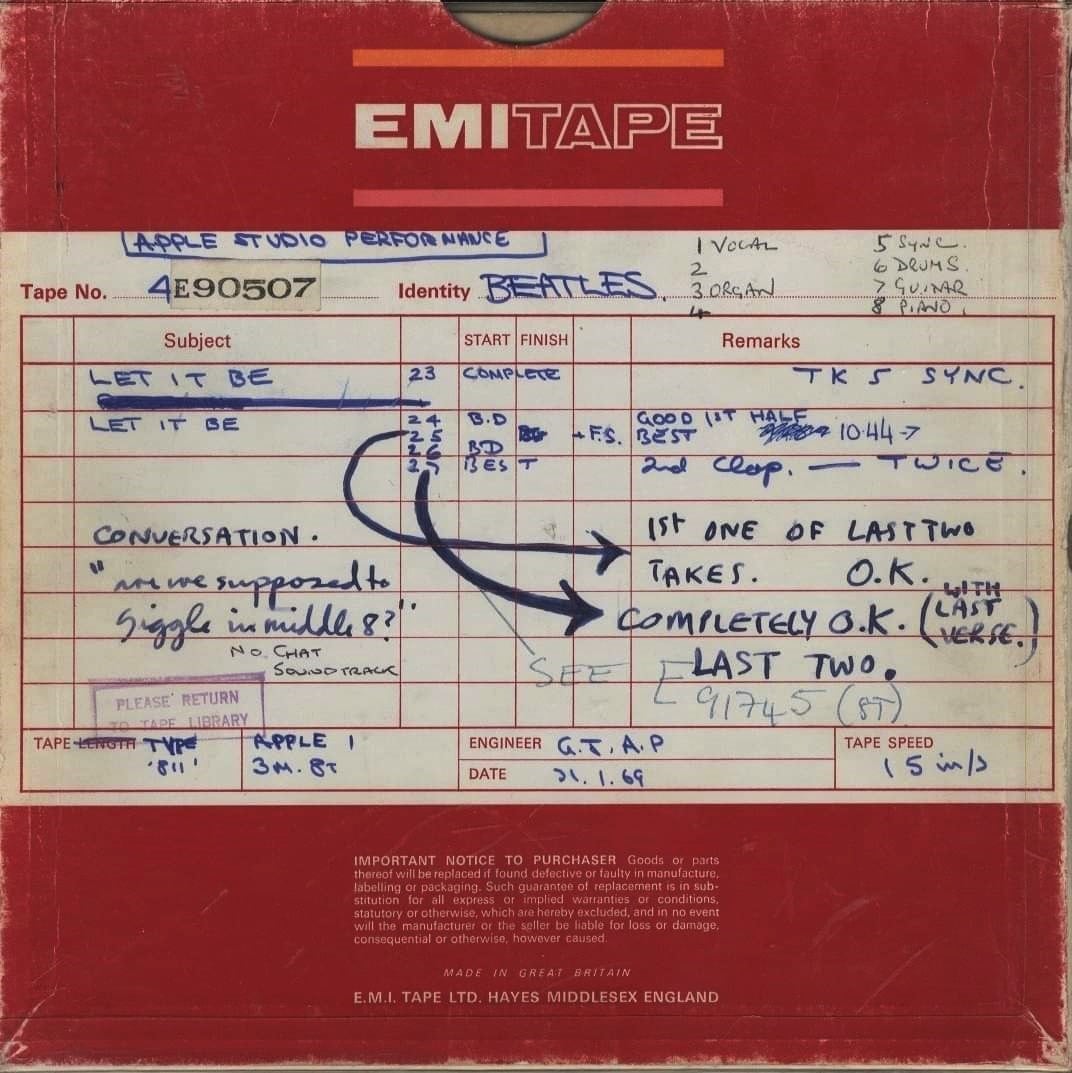 EMITAPE
APPLE STUDIO PERFORMANCE
1 VOCAL 5 SYNC.
2 6 DRUMS.
Tape No. 4E90507 Identity BEATLES. 3 ORGAN 7 GUITAR
4 8 PIANO.
Subject START FINISH Remarks
LET IT BE 23 COMPLETE TK 5 SYNC.
LET IT BE 24 B.D GOOD 1ST HALF
25 + F.S. BEST 10.44 →
26 BD
27 BEST 2nd Clap. — TWICE.
CONVERSATION. 1st ONE OF LAST TWO
"are we supposed to TAKES. O.K.
giggle in middle 8?". COMPLETELY O.K. (WITH LAST VERSE.)
NO CHAT
SOUNDTRACK
SEE [LAST TWO.
91745 (8T)
PLEASE RETURN
TO TAPE LIBRARY
TAPE LENGTH TYPE APPLE 1 ENGINEER G.J. A.P TAPE SPEED
'811' 3M. 8T DATE 31.1.69 15 in/s
IMPORTANT NOTICE TO PURCHASER Goods or parts
thereof will be replaced if found defective or faulty in manufacture,
labelling or packaging. Such guarantee of replacement is in sub-
stitution for all express or implied warranties or conditions,
statutory or otherwise, which are hereby excluded, and in no event
will the manufacturer or the seller be liable for loss or damage,
consequential or otherwise, however caused.
MADE IN GREAT BRITAIN
E.M.I. TAPE LTD. HAYES MIDDLESEX ENGLAND